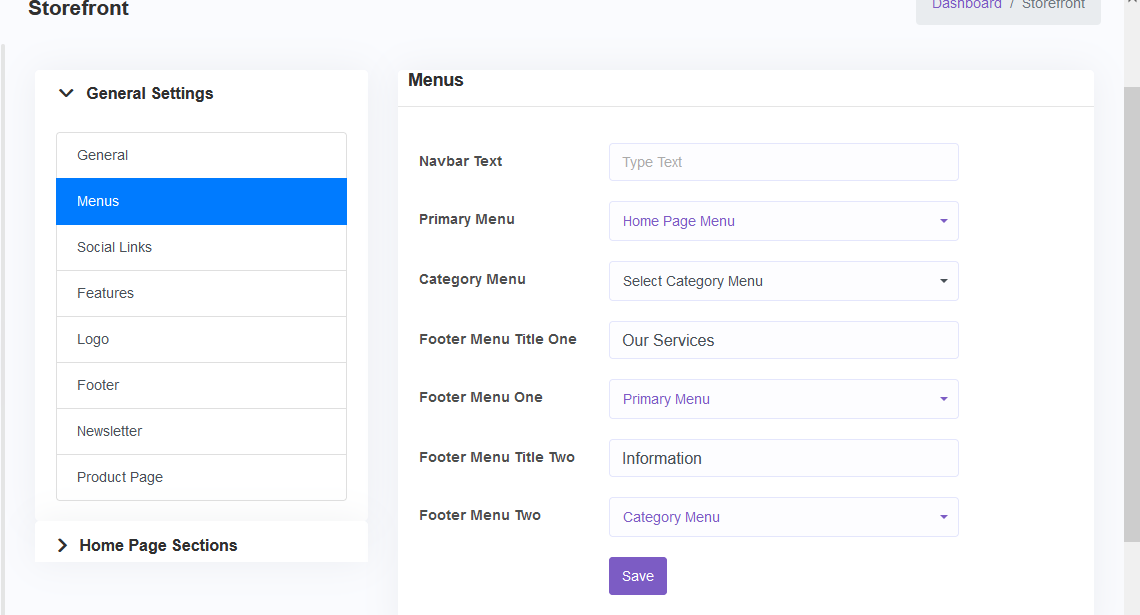 Storefront
Dashboard / Storefront
General Settings
General
Menus
Social Links
Features
Logo
Footer
Newsletter
Product Page
Home Page Sections
Menus
Navbar Text
Type Text
Primary Menu
Home Page Menu
Category Menu
Select Category Menu
Footer Menu Title One
Our Services
Footer Menu One
Primary Menu
Footer Menu Title Two
Information
Footer Menu Two
Category Menu
Save